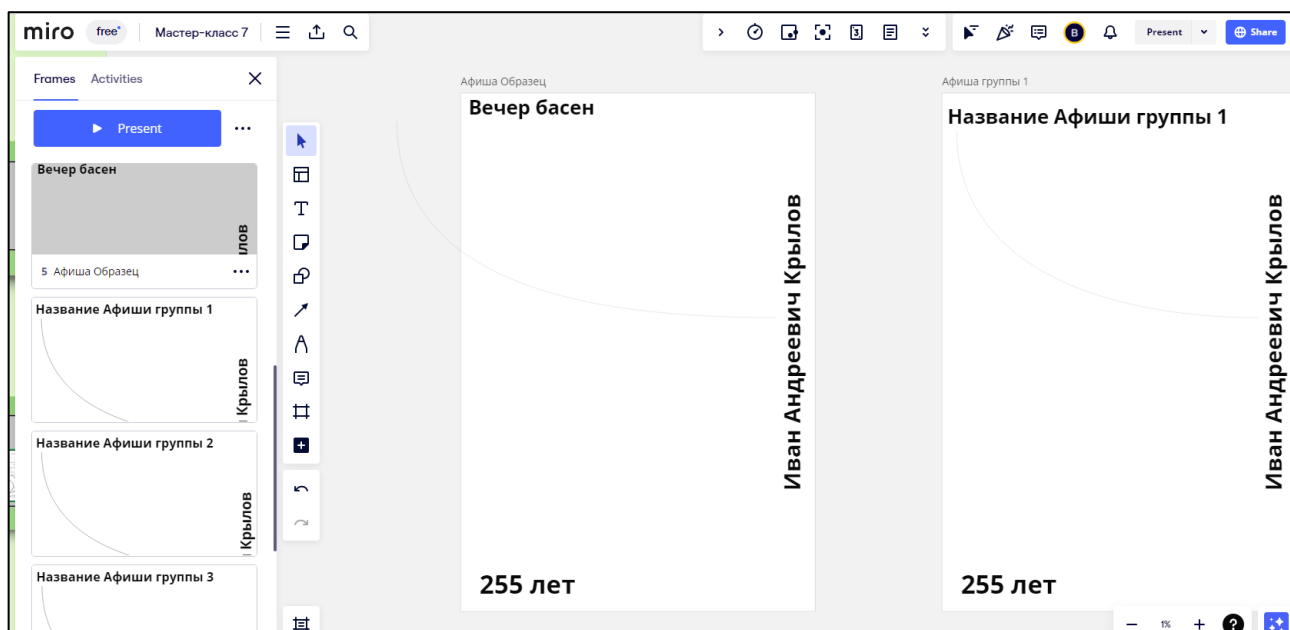 miro free Мастер-класс 7
3
B
Present
Share
Frames Activities
Present
Вечер басен
лов
5 Афиша Образец
Название Афиши группы 1
Крылов
Название Афиши группы 2
Крылов
Название Афиши группы 3
Афиша Образец
Вечер басен
Иван Андреевич Крылов
255 лет
Афиша группы 1
Название Афиши группы 1
Иван Андреевич Крылов
255 лет
1%
?